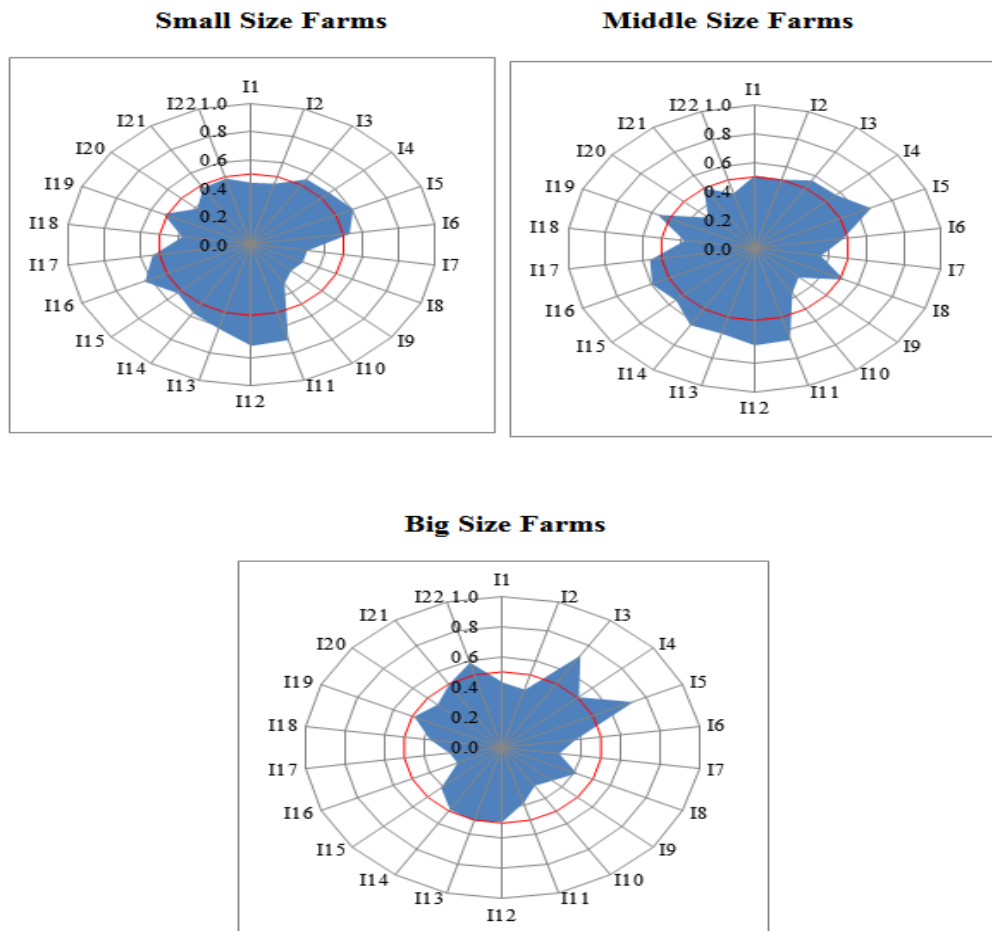 Small Size Farms
I1
I2
I3
I4
I5
I6
I7
I8
I9
I10
I11
I12
I13
I14
I15
I16
I17
I18
I19
I20
I21
I22
1.0
0.8
0.6
0.4
0.2
0.0
Middle Size Farms
I1
I2
I3
I4
I5
I6
I7
I8
I9
I10
I11
I12
I13
I14
I15
I16
I17
I18
I19
I20
I21
I22
1.0
0.8
0.6
0.4
0.2
0.0
Big Size Farms
I1
I2
I3
I4
I5
I6
I7
I8
I9
I10
I11
I12
I13
I14
I15
I16
I17
I18
I19
I20
I21
I22
1.0
0.8
0.6
0.4
0.2
0.0